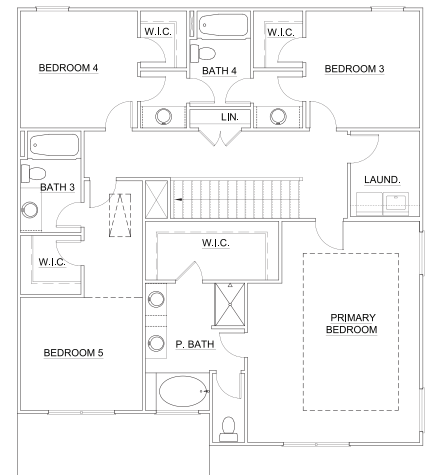 W.I.C.
W.I.C.
BEDROOM 4
BATH 4
BEDROOM 3
LIN.
LAUND.
BATH 3
W.I.C.
W.I.C.
PRIMARY
BEDROOM
P. BATH
BEDROOM 5